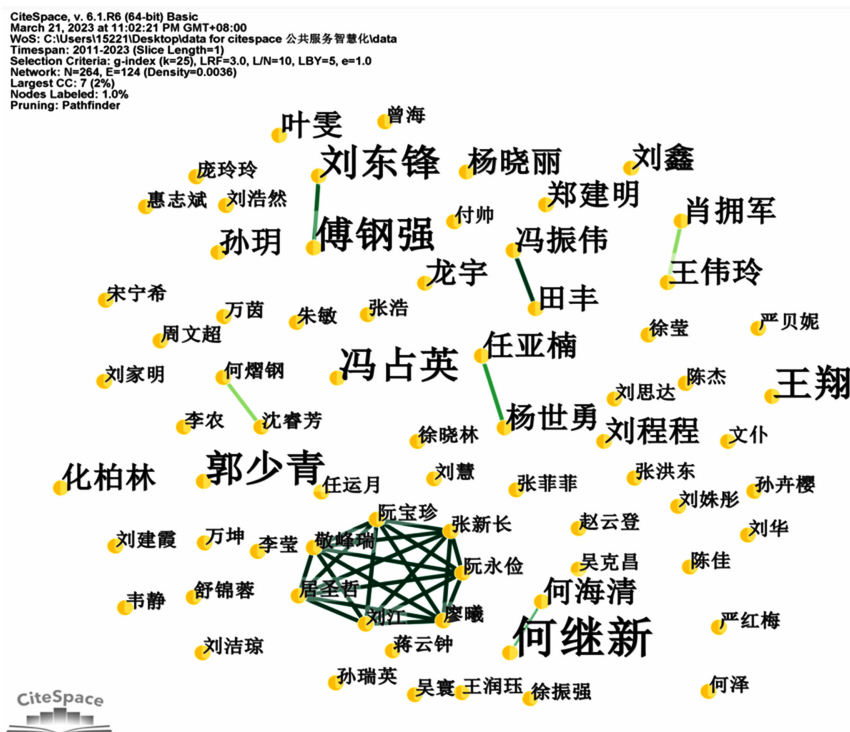 CiteSpace, v. 6.1.R6 (64-bit) Basic
March 21, 2023 at 11:02:21 PM GMT+08:00
WoS: C:\Users\15221\Desktop\data for citespace 公共服务智慧化\data
Timespan: 2011-2023 (Slice Length=1)
Selection Criteria: g-index (k=25), LRF=3.0, L/N=10, LBY=5, e=1.0
Network: N=264, E=124 (Density=0.0036)
Largest CC: 7 (2%)
Nodes Labeled: 1.0%
Pruning: Pathfinder
曾海
叶雯
刘东锋
杨晓丽
刘鑫
庞玲玲
惠志斌
刘浩然
郑建明
付帅
肖拥军
孙玥
傅钢强
冯振伟
龙宇
王伟玲
宋宁希
万茵
朱敏
张浩
田丰
徐莹
严贝妮
周文超
任亚楠
刘家明
何熠钢
冯占英
刘思达
陈杰
王翔
李农
沈睿芳
徐晓林
杨世勇
刘程程
文仆
化柏林
郭少青
任运月
刘慧
张菲菲
张洪东
孙卉樱
刘姝彤
阮宝珍
张新长
赵云登
刘华
刘建霞
万坤
李莹
敬峰瑞
阮永俭
吴克昌
陈佳
韦静
舒锦蓉
居圣哲
刘江
廖曦
何海清
严红梅
刘洁琼
蒋云钟
何继新
孙瑞英
吴寰
王润珏
徐振强
何泽
CiteSpace